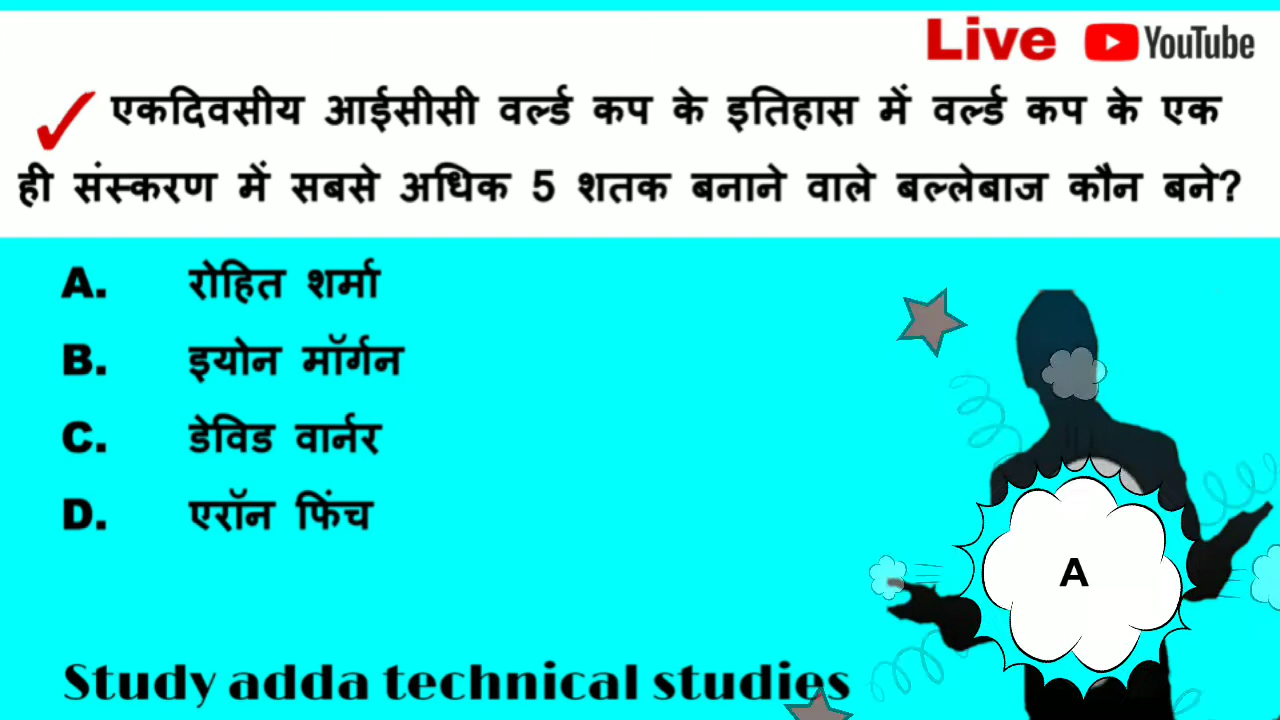 Live YouTube
एकदिवसीय आईसीसी वर्ल्ड कप के इतिहास में वर्ल्ड कप के एक
ही संस्करण में सबसे अधिक 5 शतक बनाने वाले बल्लेबाज कौन बने?
A. रोहित शर्मा
B. इयोन मॉर्गन
C. डेविड वार्नर
D. एरॉन फिंच
A
Study adda technical studies